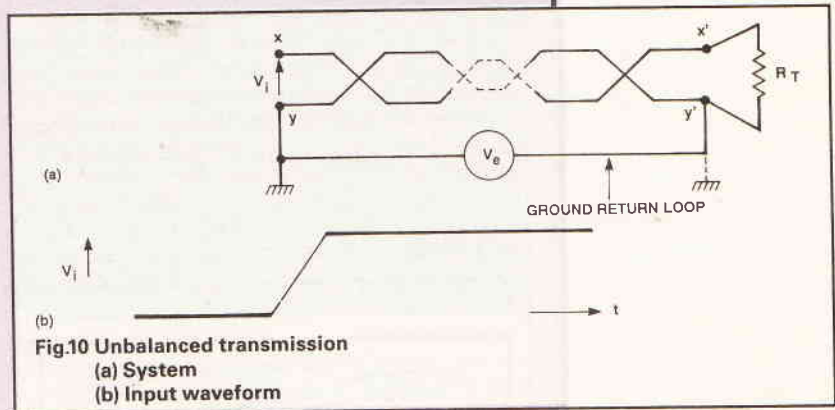 x
x'
V i
R T
y
y'
V e
(a)
GROUND RETURN LOOP
V i
(b)
t
Fig.10 Unbalanced transmission
(a) System
(b) Input waveform